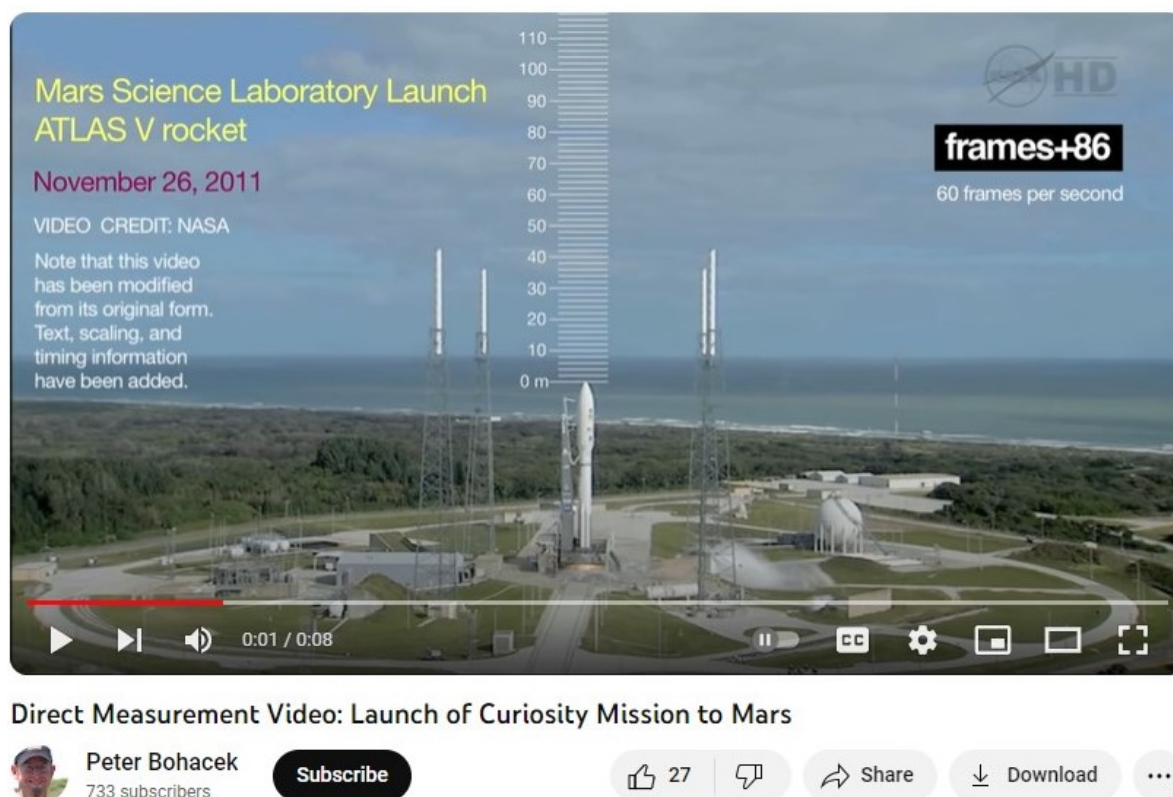 Mars Science Laboratory Launch
ATLAS V rocket
November 26, 2011
VIDEO CREDIT: NASA
Note that this video
has been modified
from its original form.
Text, scaling, and
timing information
have been added.
110
100
90
80
70
60
50
40
30
20
10
0 m
HD
frames+86
60 frames per second
0:01 / 0:08
CC
Direct Measurement Video: Launch of Curiosity Mission to Mars
Peter Bohacek
733 subscribers
Subscribe
27
Share
Download